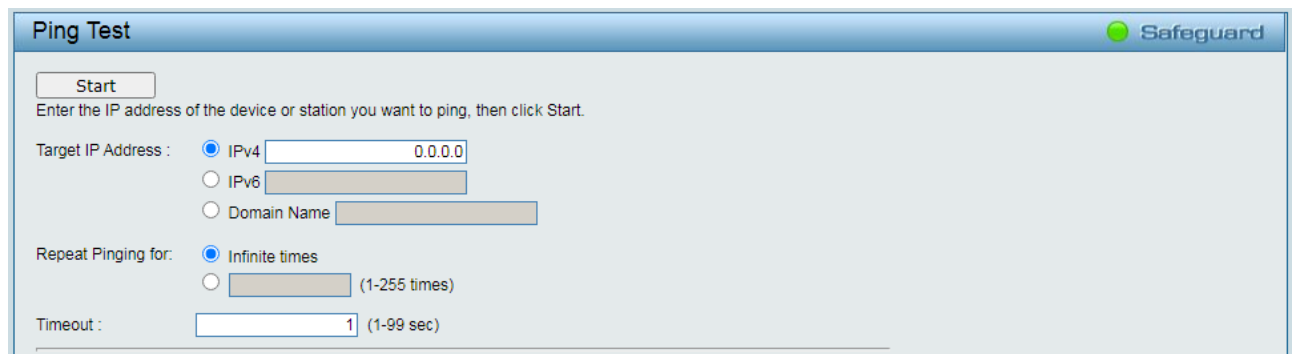 Ping Test
Safeguard
Start
Enter the IP address of the device or station you want to ping, then click Start.
Target IP Address : IPv4 0.0.0.0
IPv6
Domain Name
Repeat Pinging for: Infinite times
(1-255 times)
Timeout : 1 (1-99 sec)